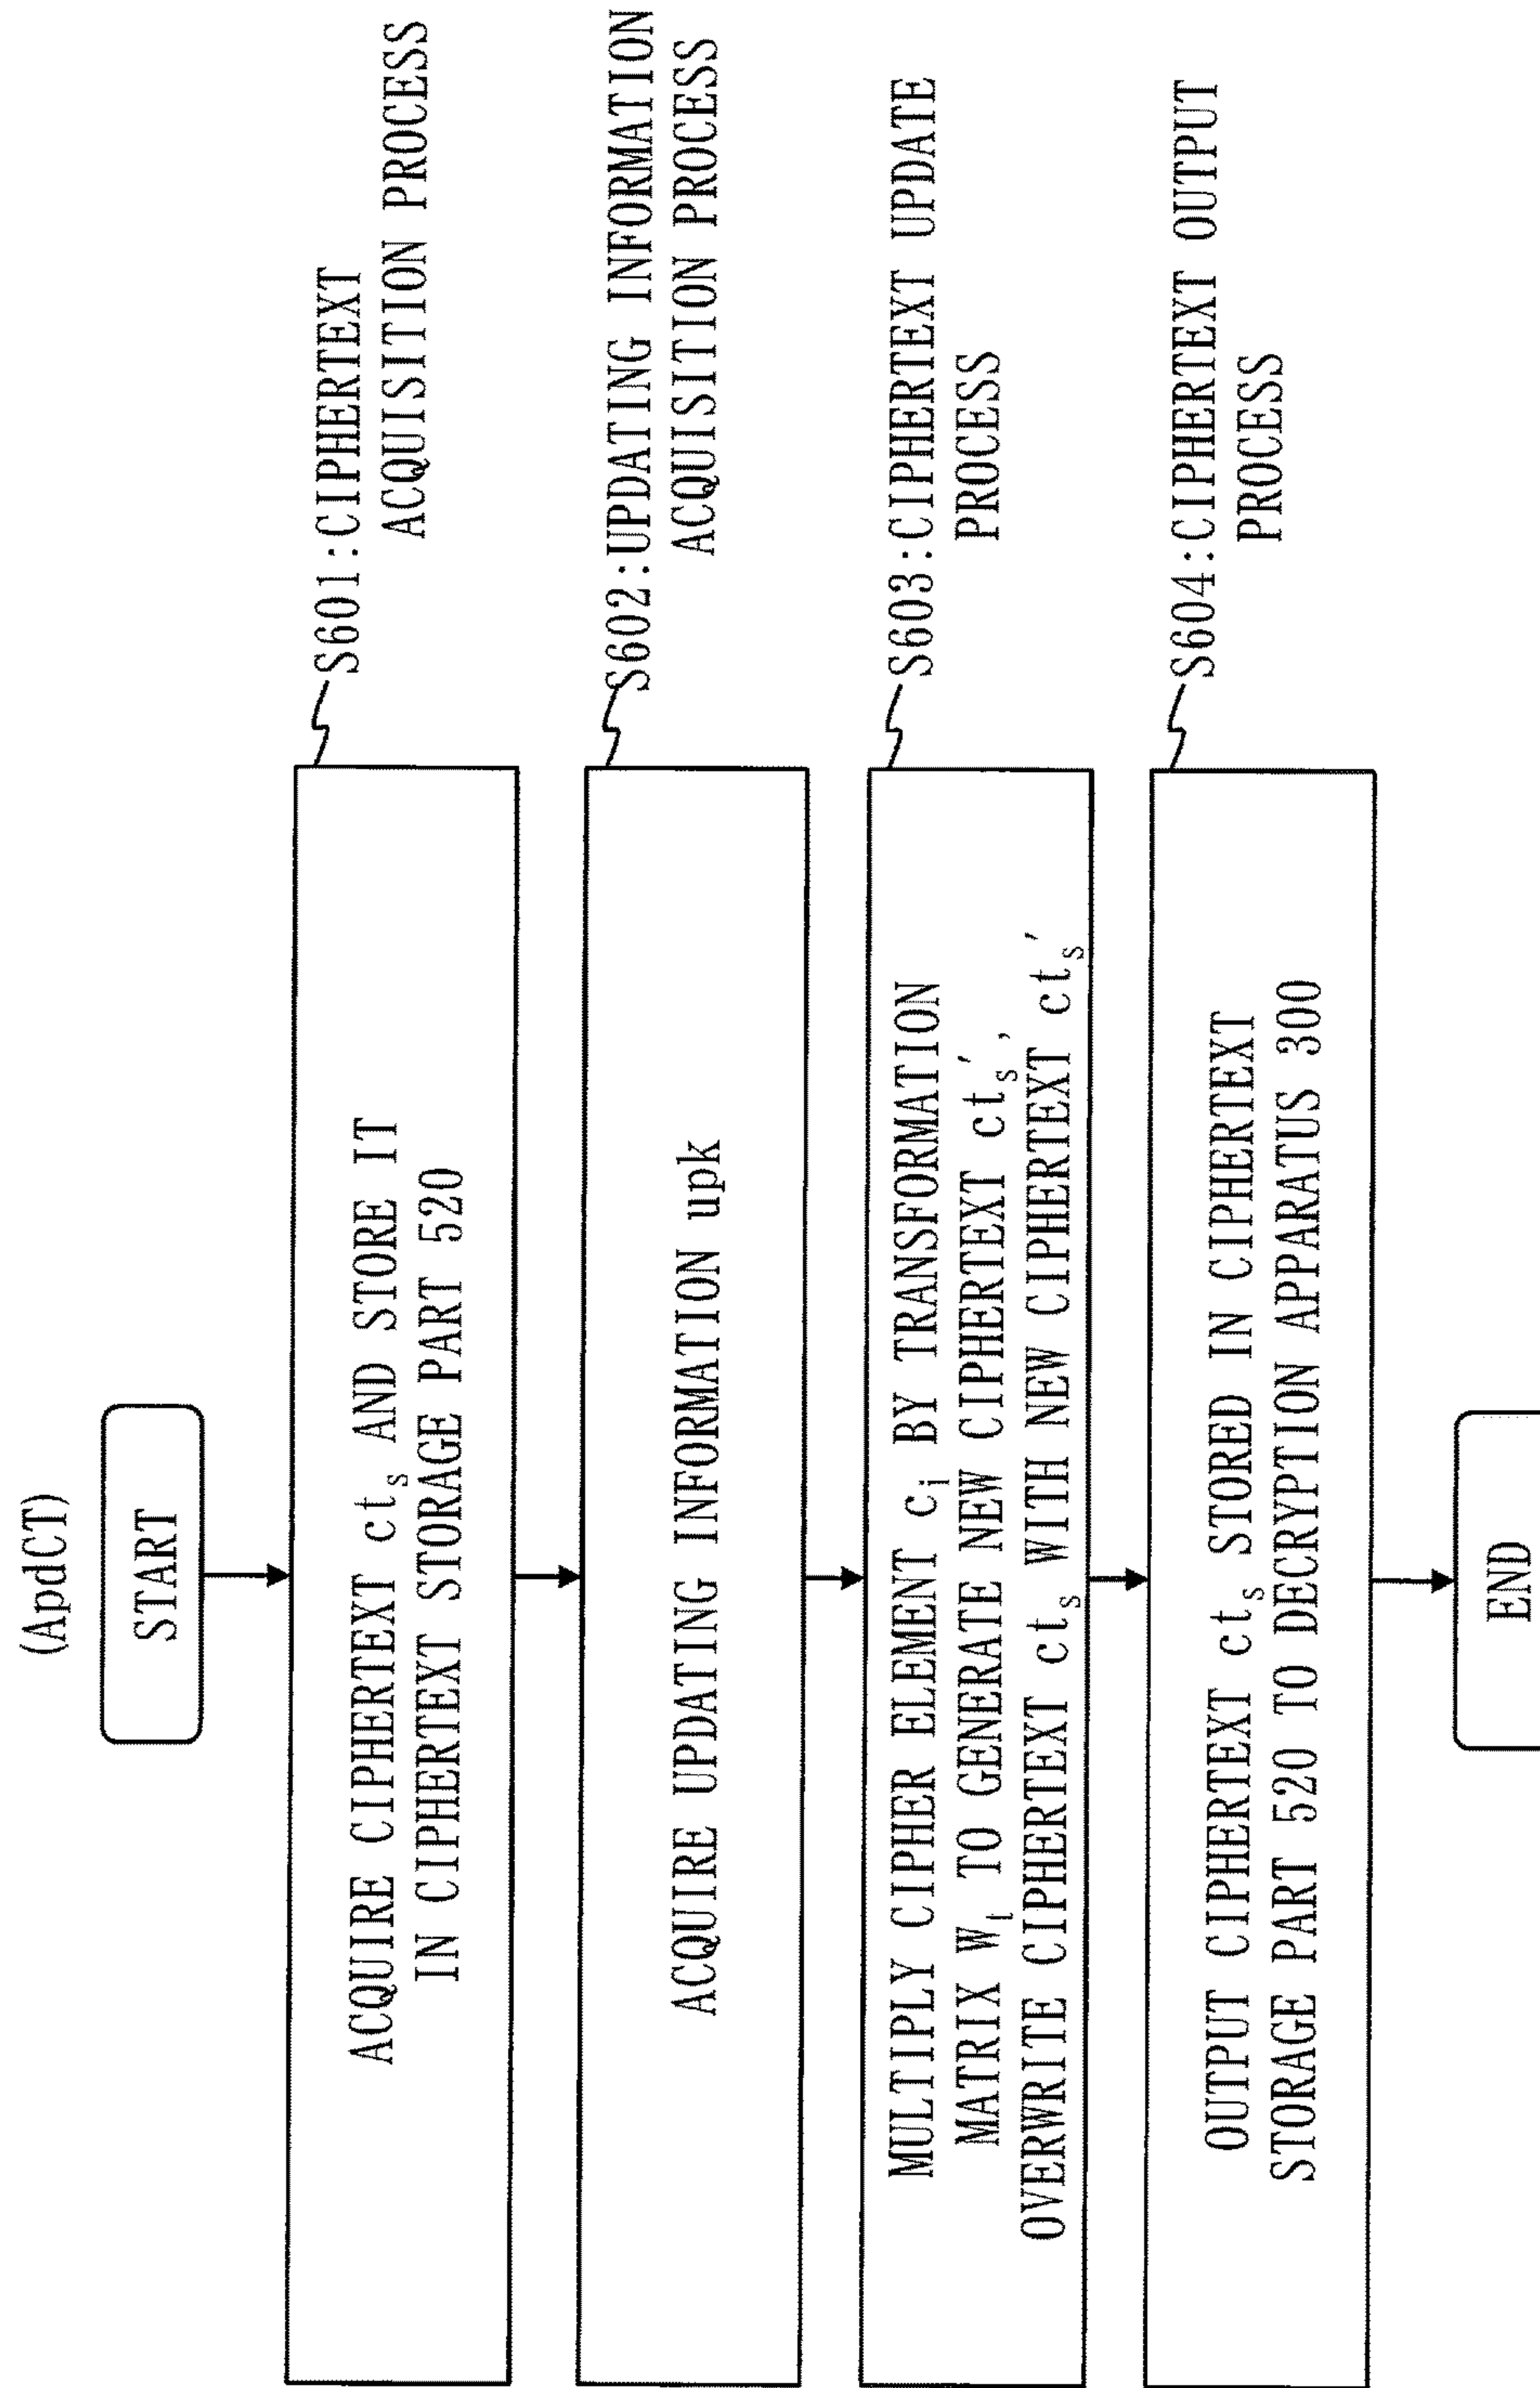 (ApdCT)
START
ACQUIRE CIPHERTEXT ct_s AND STORE IT
IN CIPHERTEXT STORAGE PART 520
S601:CIPHERTEXT
ACQUISITION PROCESS
ACQUIRE UPDATING INFORMATION upk
S602:UPDATING INFORMATION
ACQUISITION PROCESS
MULTIPLY CIPHER ELEMENT c_i BY TRANSFORMATION
MATRIX W_i TO GENERATE NEW CIPHERTEXT ct_s′,
OVERWRITE CIPHERTEXT ct_s WITH NEW CIPHERTEXT ct_s′
S603:CIPHERTEXT UPDATE
PROCESS
OUTPUT CIPHERTEXT ct_s STORED IN CIPHERTEXT
STORAGE PART 520 TO DECRYPTION APPARATUS 300
S604:CIPHERTEXT OUTPUT
PROCESS
END